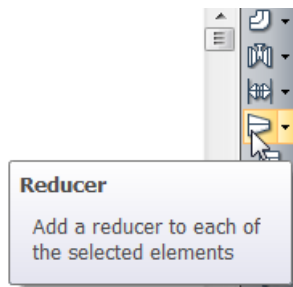 Reducer
Add a reducer to each of
the selected elements